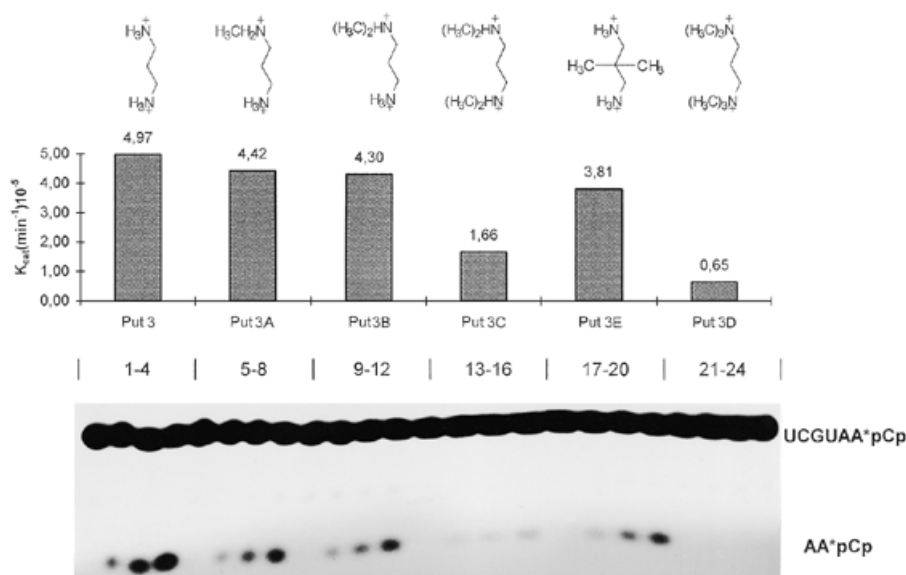 H₃N⁺ H₃CH₂N⁺ (H₃C)₂HN⁺ (H₃C)₂HN⁺ H₃N⁺ (H₃C)₃N⁺
H₃C CH₃
H₃N⁺ H₃N⁺ H₃N⁺ (H₃C)₂HN⁺ H₃N⁺ (H₃C)₃N⁺
K_cat(min⁻¹)10⁻⁵
5,00
4,00
3,00
2,00
1,00
0,00
4,97 4,42 4,30 1,66 3,81 0,65
Put 3 Put 3A Put3B Put 3C Put 3E Put 3D
| 1-4 | 5-8 | 9-12 | 13-16 | 17-20 | 21-24 |
UCGUAA*pCp
AA*pCp